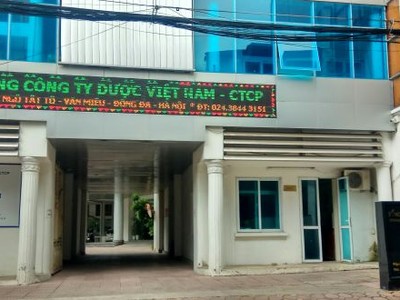 NG CÔNG TY DƯỢC VIỆT NAM - CTCP
NGÔ TẤT TỐ - VĂN MIẾU - ĐỐNG ĐA - HÀ NỘI * ĐT: 024.3844 3151